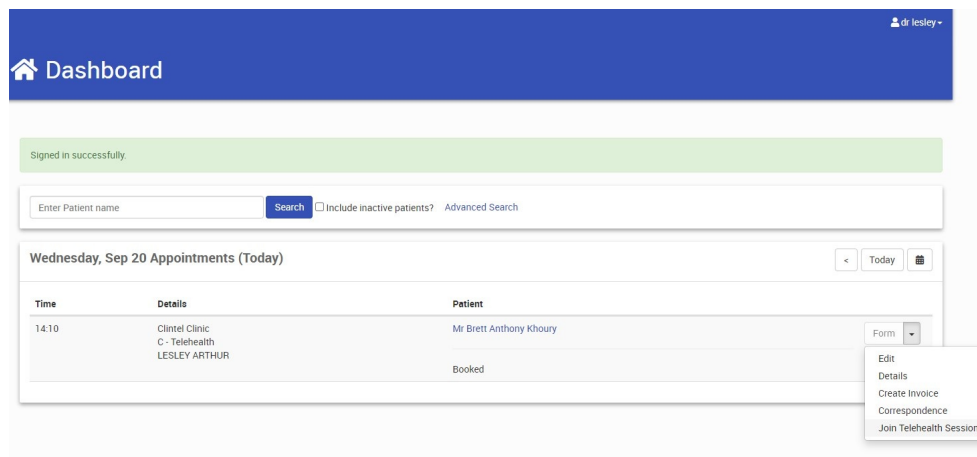 dr lesley
Dashboard
Signed in successfully.
Enter Patient name Search Include inactive patients? Advanced Search
Wednesday, Sep 20 Appointments (Today) < Today
Time Details Patient
14:10 Clintel Clinic Mr Brett Anthony Khoury Form
C - Telehealth
LESLEY ARTHUR
Booked
Edit
Details
Create Invoice
Correspondence
Join Telehealth Session